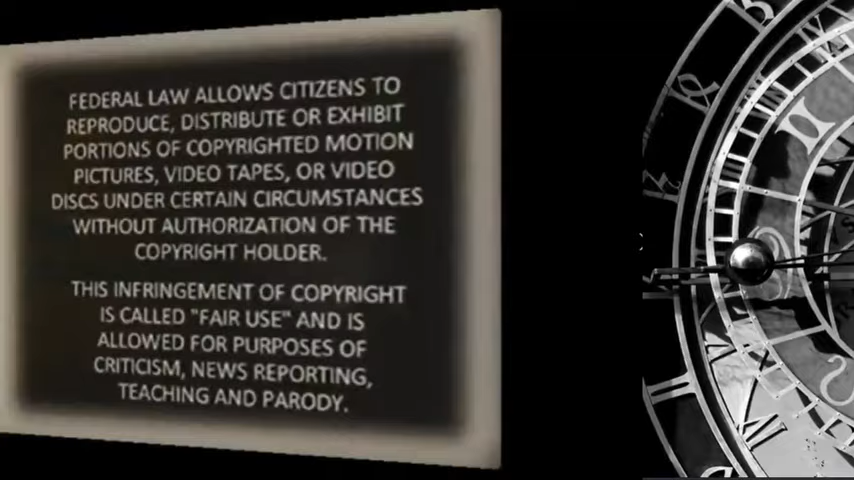 FEDERAL LAW ALLOWS CITIZENS TO
REPRODUCE, DISTRIBUTE OR EXHIBIT
PORTIONS OF COPYRIGHTED MOTION
PICTURES, VIDEO TAPES, OR VIDEO
DISCS UNDER CERTAIN CIRCUMSTANCES
WITHOUT AUTHORIZATION OF THE
COPYRIGHT HOLDER.
THIS INFRINGEMENT OF COPYRIGHT
IS CALLED "FAIR USE" AND IS
ALLOWED FOR PURPOSES OF
CRITICISM, NEWS REPORTING,
TEACHING AND PARODY.